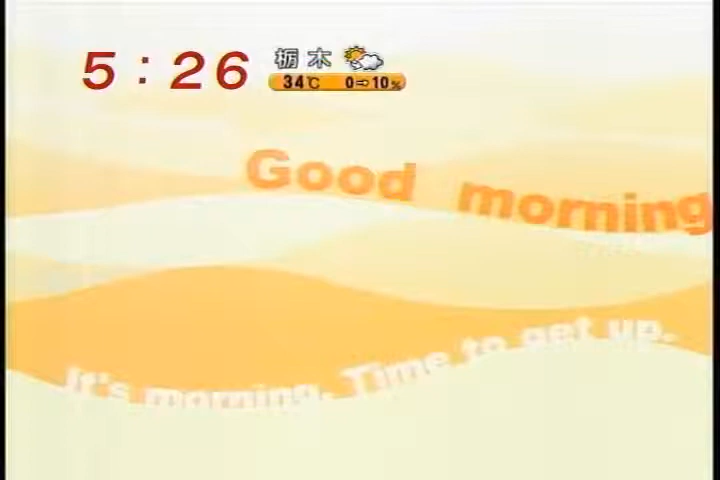 5:26 栃木
34℃ 0⇨10%
Good morning
It's morning. Time to get up.